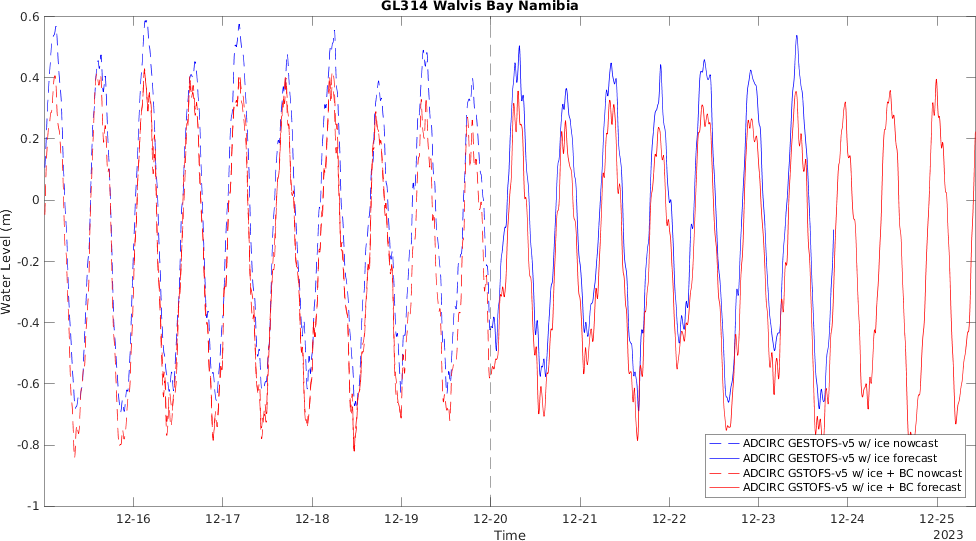 GL314 Walvis Bay Namibia
Water Level (m)
0.6
0.4
0.2
0
-0.2
-0.4
-0.6
-0.8
-1
12-16
12-17
12-18
12-19
12-20
12-21
12-22
12-23
12-24
12-25
Time
2023
ADCIRC GESTOFS-v5 w/ ice nowcast
ADCIRC GESTOFS-v5 w/ ice forecast
ADCIRC GSTOFS-v5 w/ ice + BC nowcast
ADCIRC GSTOFS-v5 w/ ice + BC forecast